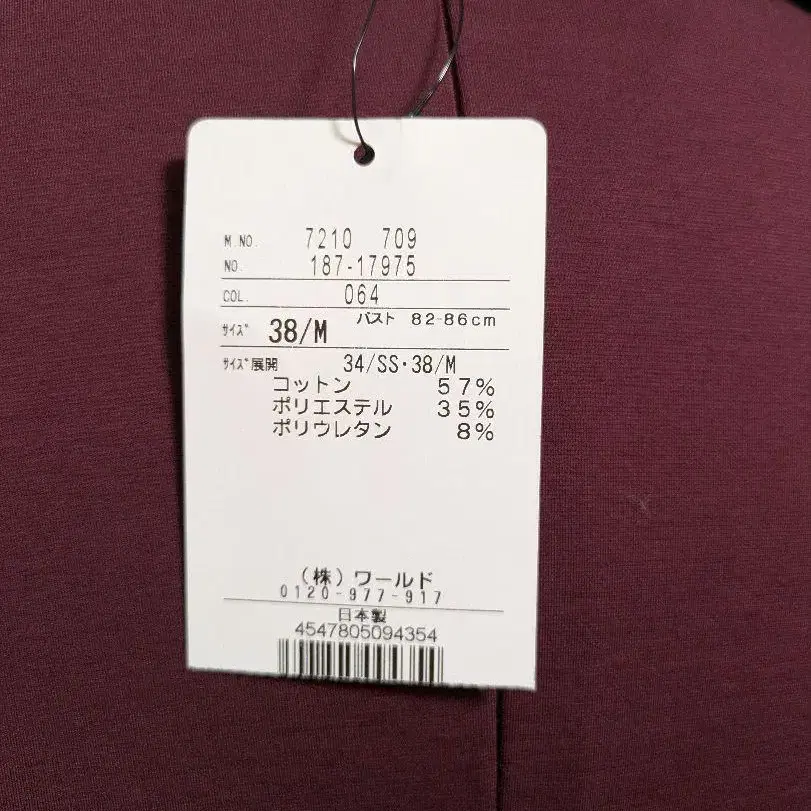 M.NO. 7210 709
NO. 187-17975
COL. 064
ｻｲｽﾞ 38/M バスト 82-86cm
ｻｲｽﾞ展開 34/SS･38/M
コットン 57%
ポリエステル 35%
ポリウレタン 8%
(株)ワールド
0120-977-917
日本製
4547805094354